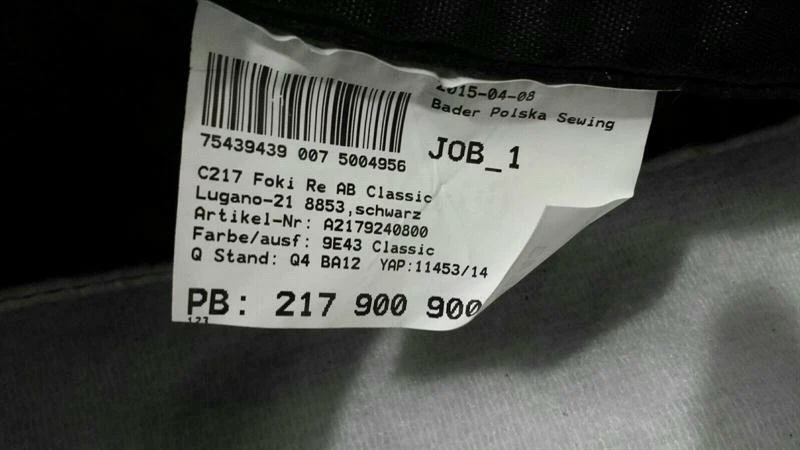 2015-04-08
Bader Polska Sewing
75439439 007 5004956
JOB_1
C217 Foki Re AB Classic
Lugano-21 8853,schwarz
Artikel-Nr: A2179240800
Farbe/ausf: 9E43 Classic
Q Stand: Q4 BA12 YAP:11453/14
PB: 217 900 900
123